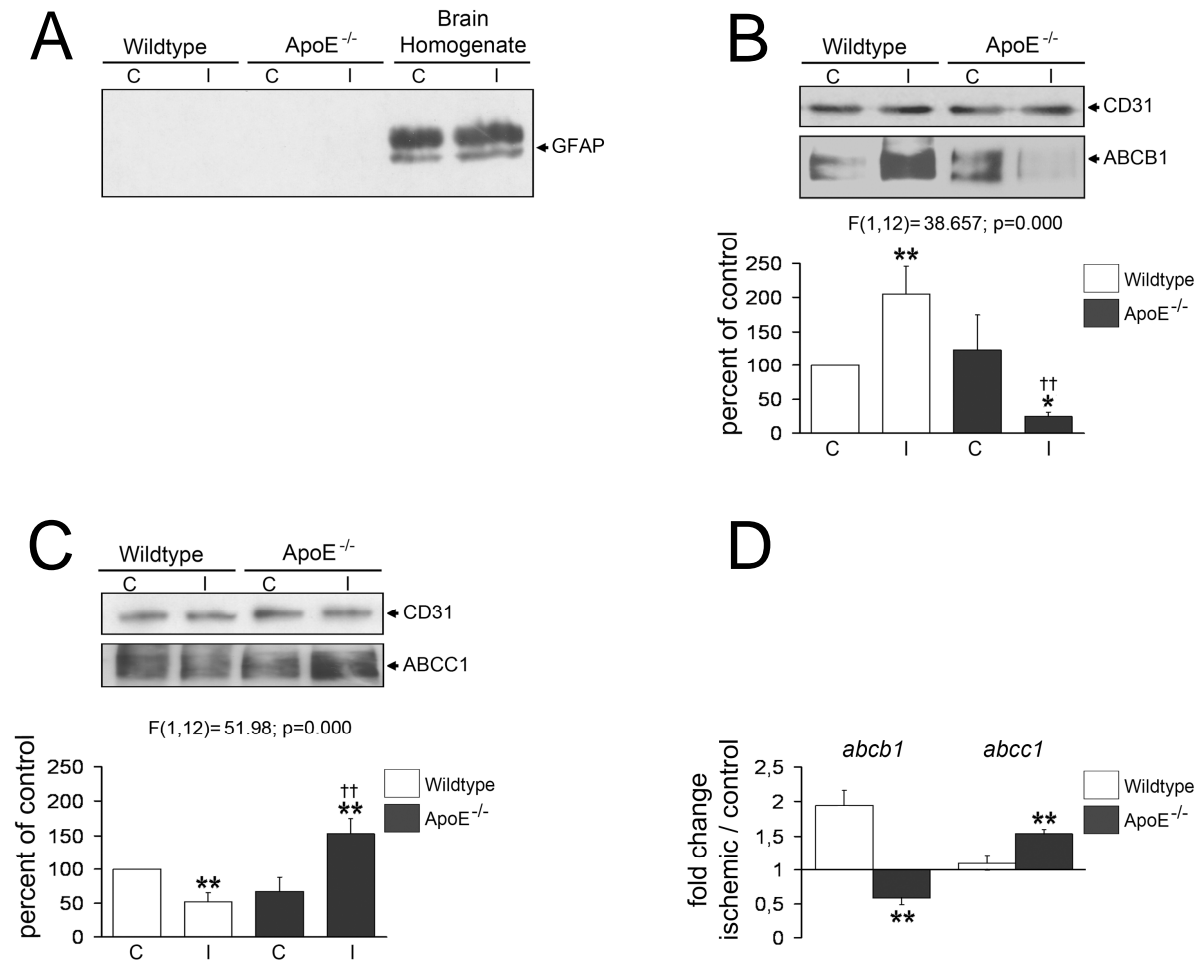 A
Wildtype ApoE -/- Brain Homogenate
C I C I C I
GFAP
B
Wildtype ApoE -/-
C I C I
CD31
ABCB1
F(1,12)= 38.657; p=0.000
percent of control
250
200
150
100
50
0
**
††
*
C I C I
Wildtype
ApoE -/-
C
Wildtype ApoE -/-
C I C I
CD31
ABCC1
F(1,12)= 51.98; p=0.000
percent of control
250
200
150
100
50
0
**
††
**
C I C I
Wildtype
ApoE -/-
D
abcb1 abcc1
fold change
ischemic / control
2,5
2
1,5
1
0,5
0
**
**
Wildtype
ApoE -/-